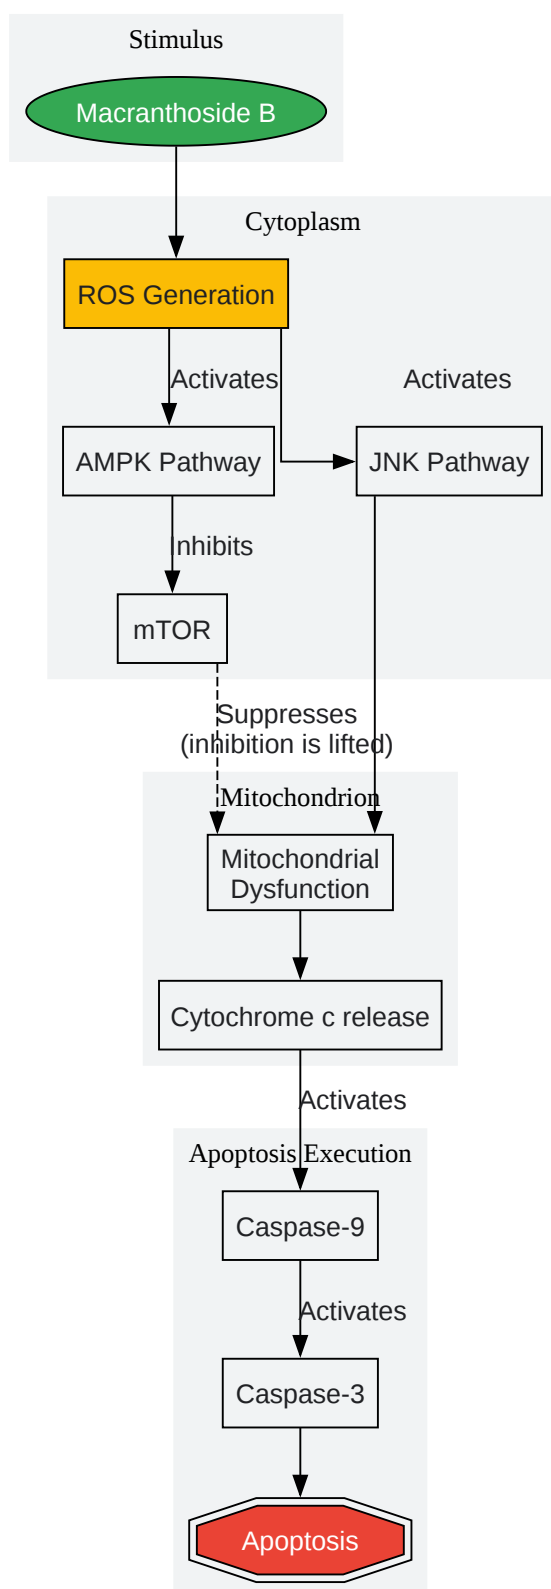 Stimulus
Macranthoside B
Cytoplasm
ROS Generation
Activates
Activates
AMPK Pathway
JNK Pathway
Inhibits
mTOR
Suppresses
(inhibition is lifted)
Mitochondrion
Mitochondrial
Dysfunction
Cytochrome c release
Activates
Apoptosis Execution
Caspase-9
Activates
Caspase-3
Apoptosis